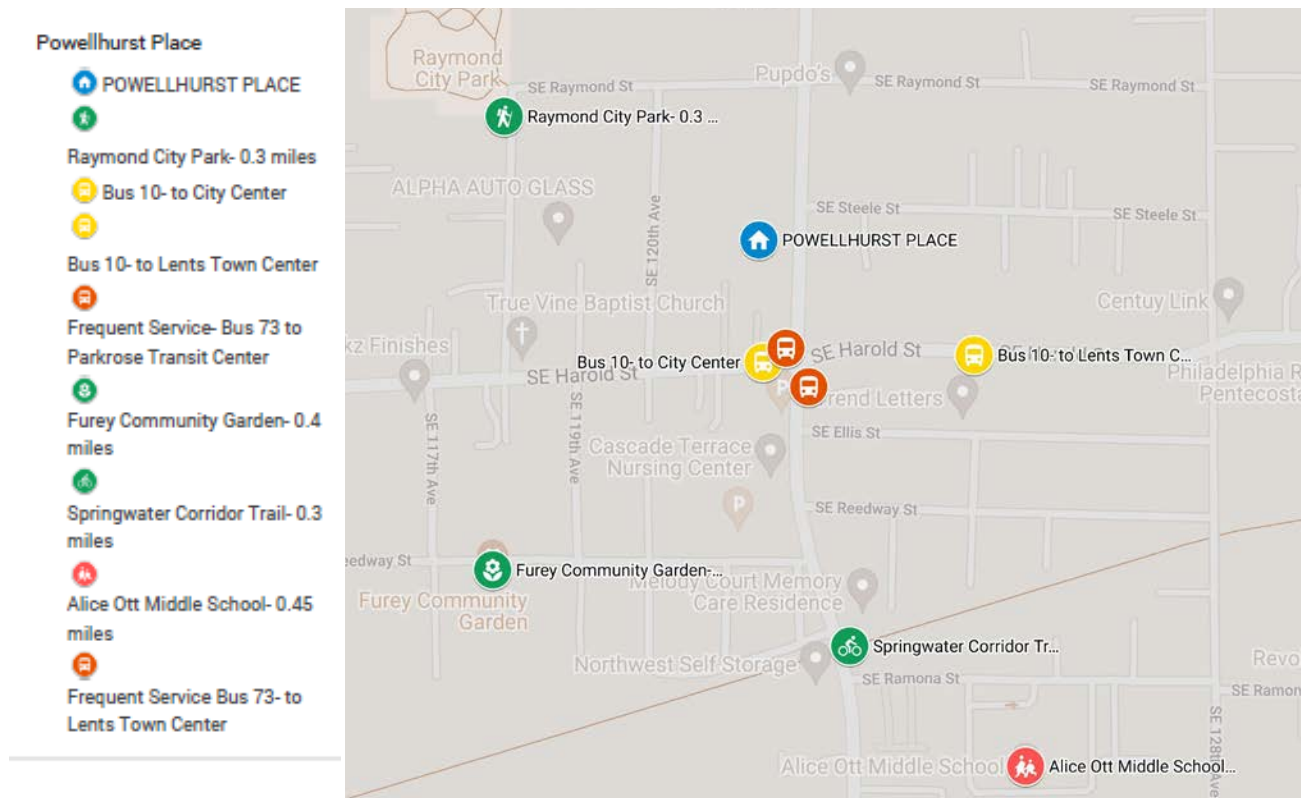 Powellhurst Place
POWELLHURST PLACE
Raymond City Park- 0.3 miles
Bus 10- to City Center
Bus 10- to Lents Town Center
Frequent Service- Bus 73 to
Parkrose Transit Center
Furey Community Garden- 0.4
miles
Springwater Corridor Trail- 0.3
miles
Alice Ott Middle School- 0.45
miles
Frequent Service Bus 73- to
Lents Town Center
Raymond
City Park
SE Raymond St
Pupdo's
SE Raymond St
SE Raymond St
Raymond City Park- 0.3 ...
ALPHA AUTO GLASS
SE 120th Ave
SE Steele St
SE Steele St
POWELLHURST PLACE
True Vine Baptist Church
Centuy Link
kz Finishes
Bus 10- to City Center
SE Harold St
Bus 10- to Lents Town C...
SE Harold St
Philadelphia R
Pentecosta
P
rend Letters
SE 117th Ave
SE 119th Ave
SE Ellis St
Cascade Terrace
Nursing Center
P
SE Reedway St
eedway St
Furey Community Garden-...
Furey Community
Garden
Melody Court Memory
Care Residence
Springwater Corridor Tr...
Northwest Self Storage
SE Ramona St
Revo
SE Ramon
SE 128th Ave
Alice Ott Middle School
Alice Ott Middle School...